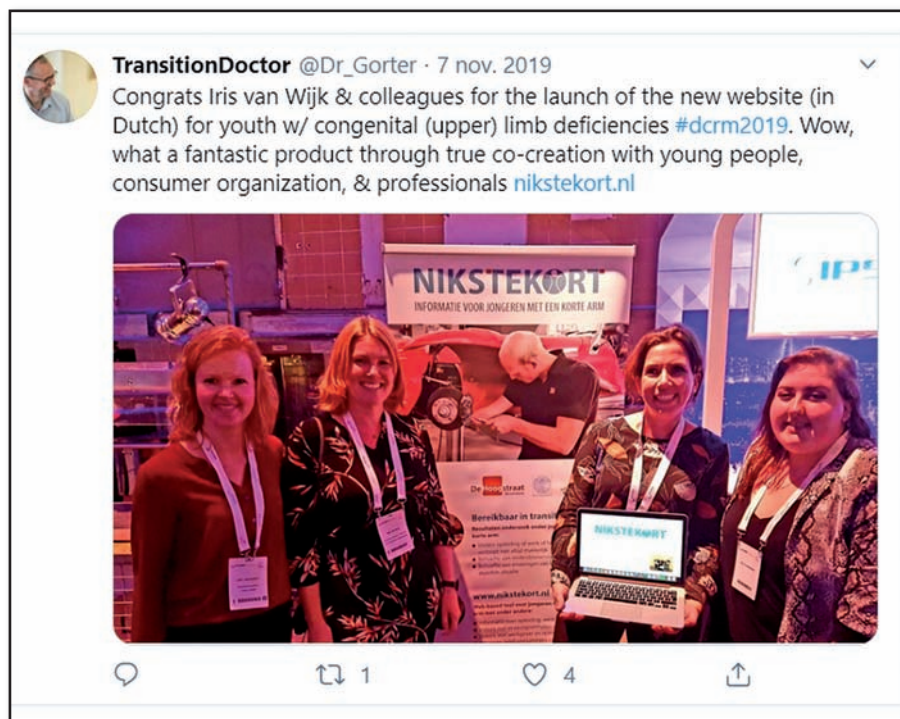 TransitionDoctor @Dr_Gorter · 7 nov. 2019
Congrats Iris van Wijk & colleagues for the launch of the new website (in
Dutch) for youth w/ congenital (upper) limb deficiencies #dcrm2019. Wow,
what a fantastic product through true co-creation with young people,
consumer organization, & professionals nikstekort.nl
NIKSTEKORT
INFORMATIE VOOR JONGEREN MET EEN KORTE ARM
De straat
Bereikbaar in transi
www.nikstekort.nl
NIKSTEKORT
1
4